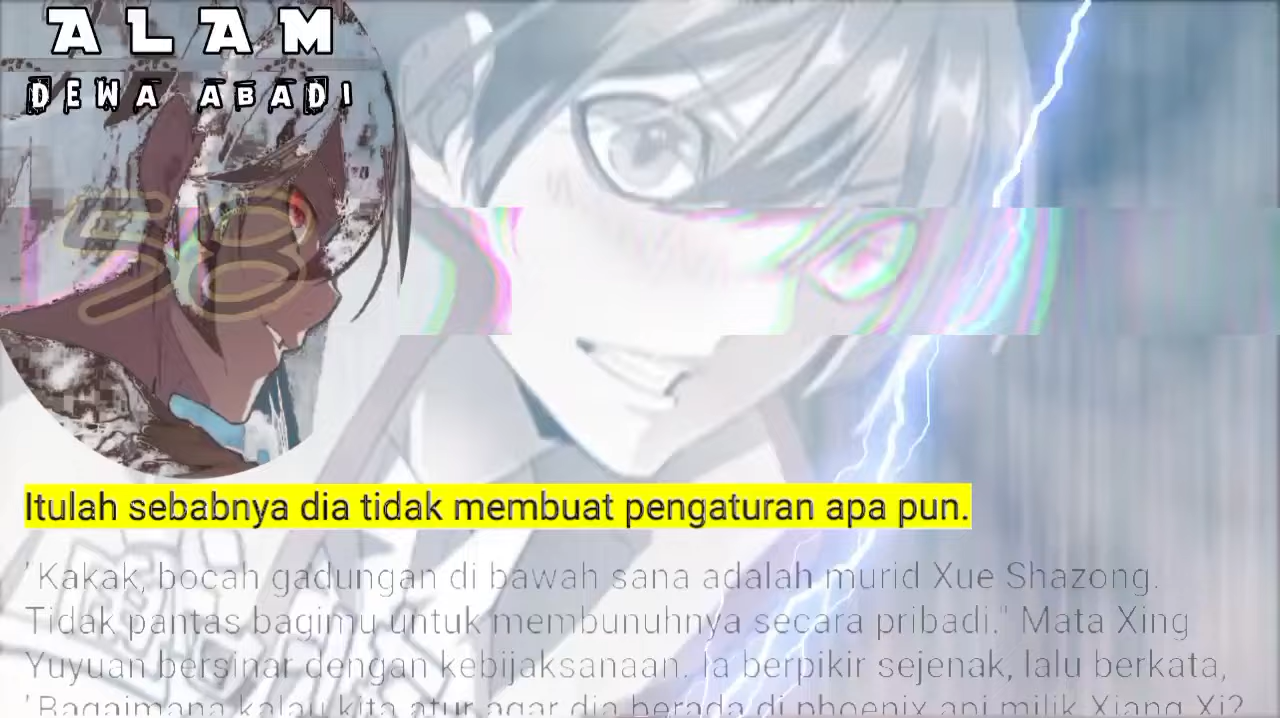 ALAM
DEWA ABADI
58
Itulah sebabnya dia tidak membuat pengaturan apa pun.
"Kakak, bocah gadungan di bawah sana adalah murid Xue Shazong.
Tidak pantas bagimu untuk membunuhnya secara pribadi." Mata Xing
Yuyuan bersinar dengan kebijaksanaan. Ia berpikir sejenak, lalu berkata,
"Bagaimana kalau kita atur agar dia berada di phoenix api milik Xiang Xi?